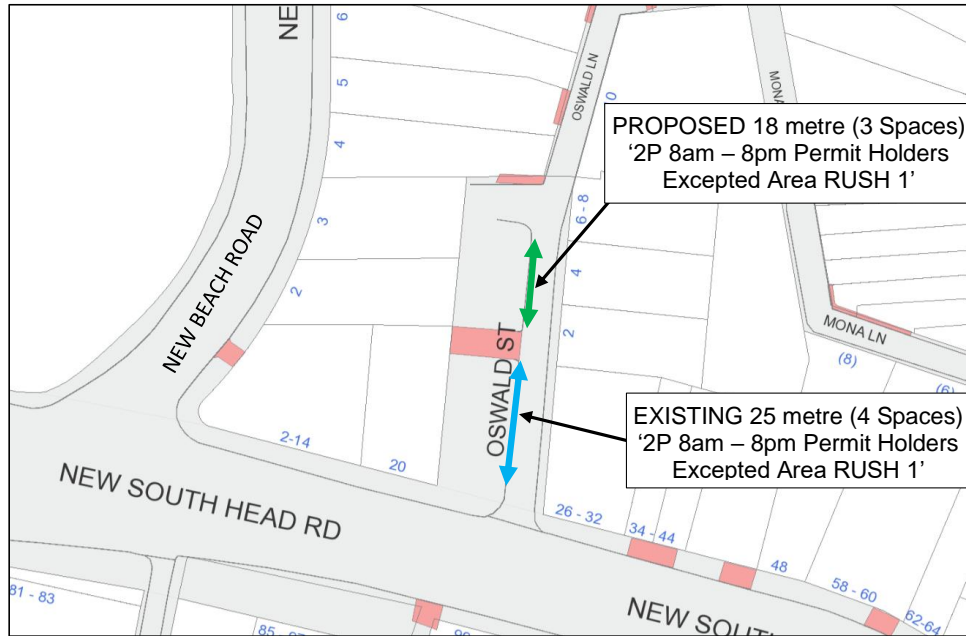 NE
6
5
4
3
2
NEW BEACH ROAD
OSWALD LN
0
MONA
PROPOSED 18 metre (3 Spaces)
‘2P 8am – 8pm Permit Holders
Excepted Area RUSH 1’
6 - 8
4
2
OSWALD ST
MONA LN
(8)
(6)
EXISTING 25 metre (4 Spaces)
‘2P 8am – 8pm Permit Holders
Excepted Area RUSH 1’
2-14
20
NEW SOUTH HEAD RD
26 - 32
34 - 44
48
58 - 60
62-64
NEW SOUTH
81 - 83
85